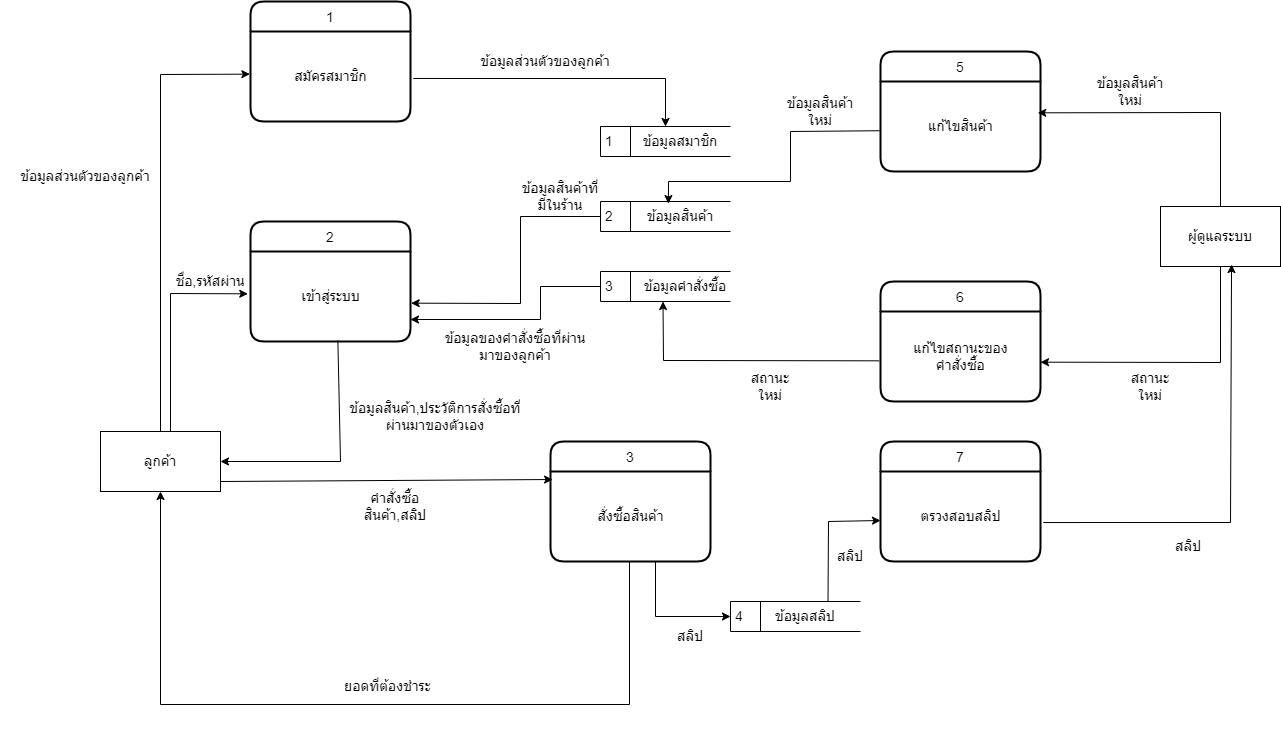 1
สมัครสมาชิก
ข้อมูลส่วนตัวของลูกค้า
5
แก้ไขสินค้า
ข้อมูลสินค้า
ใหม่
ข้อมูลสินค้า
ใหม่
1 ข้อมูลสมาชิก
ข้อมูลส่วนตัวของลูกค้า
ข้อมูลสินค้าที่
มีในร้าน
2 ข้อมูลสินค้า
ผู้ดูแลระบบ
2
เข้าสู่ระบบ
ชื่อ,รหัสผ่าน
3 ข้อมูลคำสั่งซื้อ
6
แก้ไขสถานะของ
คำสั่งซื้อ
ข้อมูลของคำสั่งซื้อที่ผ่าน
มาของลูกค้า
สถานะ
ใหม่
สถานะ
ใหม่
ข้อมูลสินค้า,ประวัติการสั่งซื้อที่
ผ่านมาของตัวเอง
ลูกค้า
3
สั่งซื้อสินค้า
7
ตรวงสอบสลิป
คำสั่งซื้อ
สินค้า,สลิป
สลิป
สลิป
4 ข้อมูลสลิป
สลิป
ยอดที่ต้องชำระ